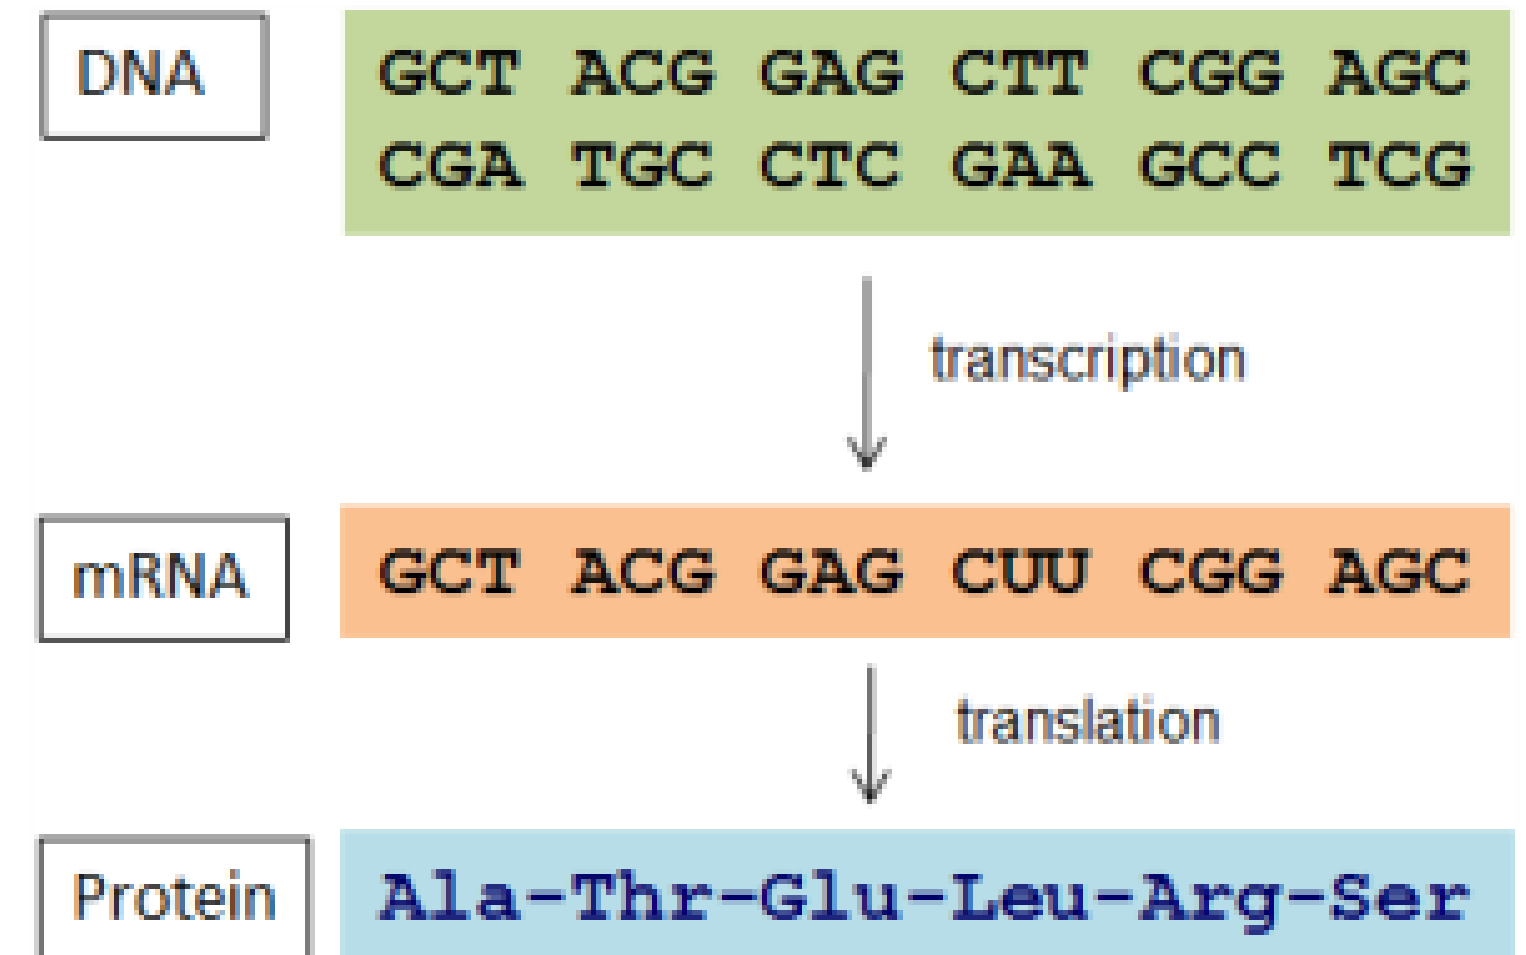 DNA
GCT ACG GAG CTT CGG AGC
CGA TGC CTC GAA GCC TCG
transcription
mRNA
GCT ACG GAG CUU CGG AGC
translation
Protein
Ala-Thr-Glu-Leu-Arg-Ser